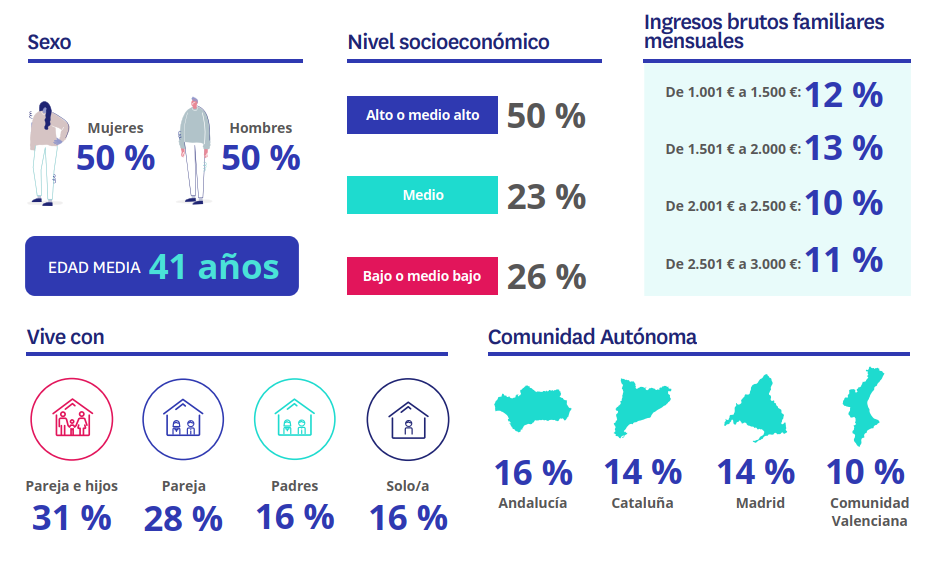 Sexo
Mujeres
50 %
Hombres
50 %
EDAD MEDIA 41 años
Nivel socioeconómico
Alto o medio alto 50 %
Medio 23 %
Bajo o medio bajo 26 %
Ingresos brutos familiares
mensuales
De 1.001 € a 1.500 €: 12 %
De 1.501 € a 2.000 €: 13 %
De 2.001 € a 2.500 €: 10 %
De 2.501 € a 3.000 €: 11 %
Vive con
Pareja e hijos
31 %
Pareja
28 %
Padres
16 %
Solo/a
16 %
Comunidad Autónoma
16 %
Andalucía
14 %
Cataluña
14 %
Madrid
10 %
Comunidad
Valenciana